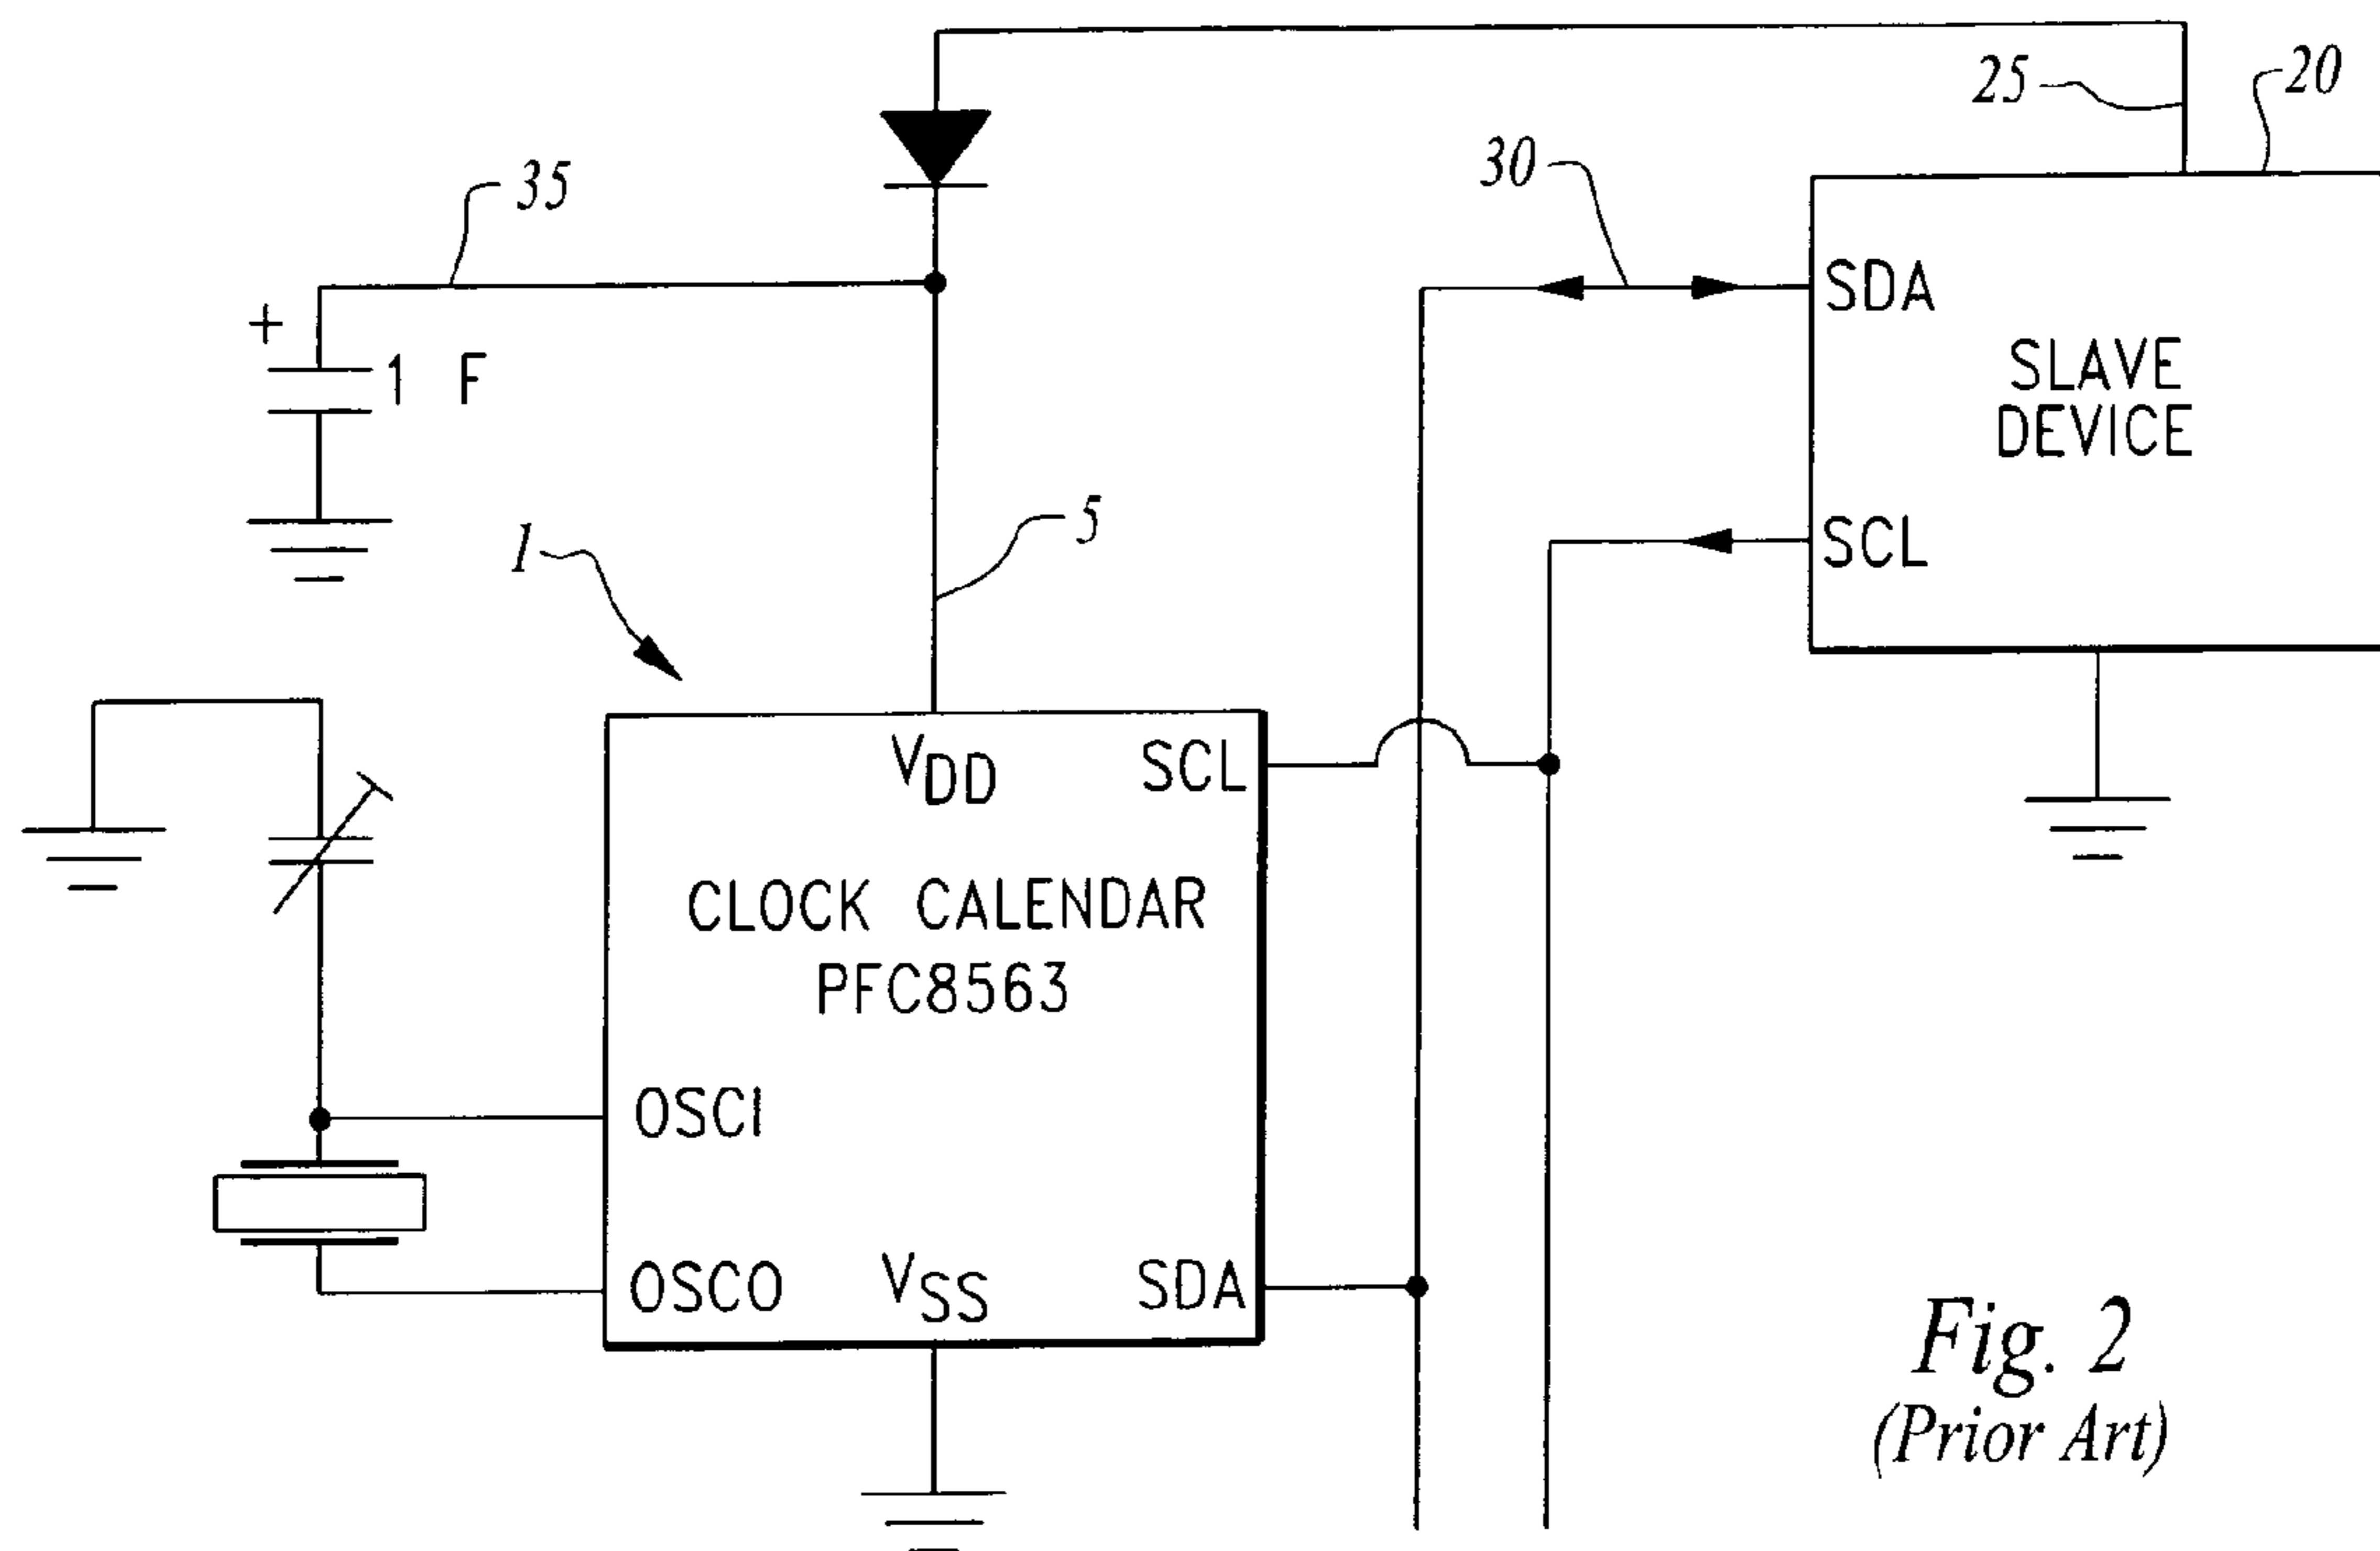 25
20
30
35
+
1 F
SDA
SLAVE
DEVICE
SCL
5
1
VDD
SCL
CLOCK CALENDAR
PFC8563
OSCI
OSCO
VSS
SDA
Fig. 2
(Prior Art)